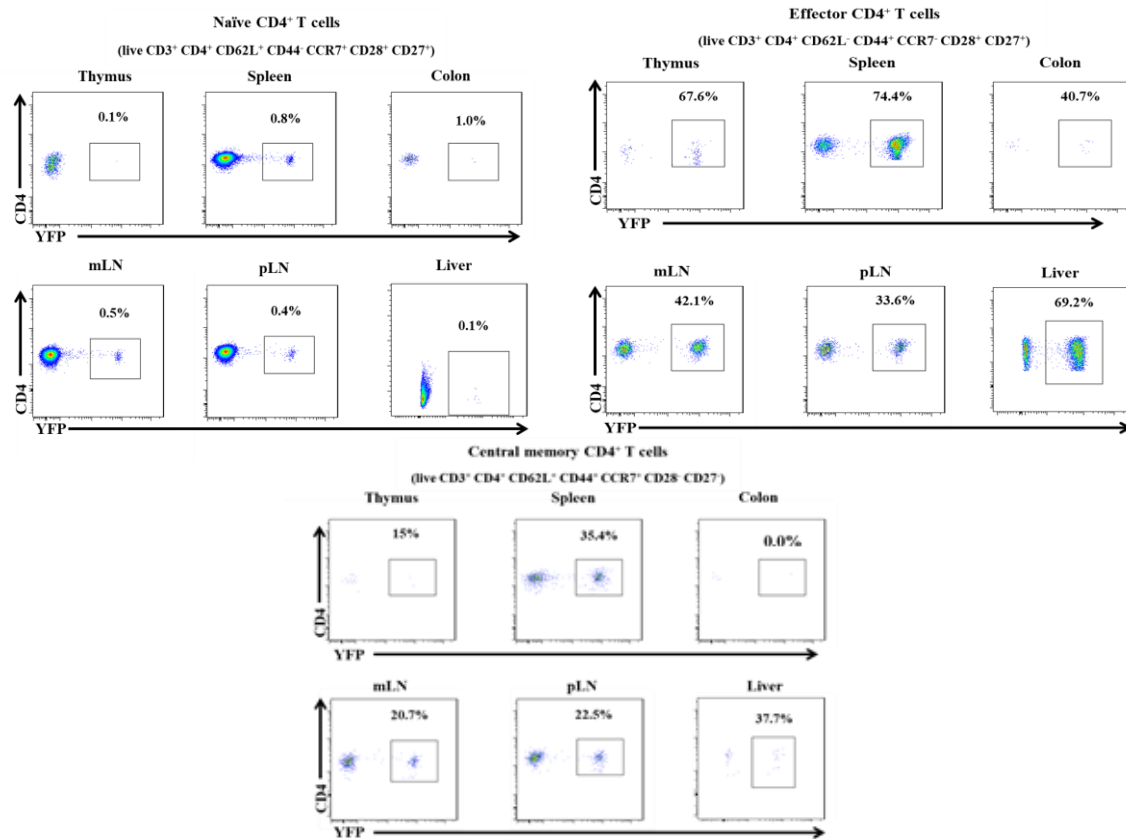 Naïve CD4⁺ T cells
(live CD3⁺ CD4⁺ CD62L⁺ CD44⁻ CCR7⁺ CD28⁺ CD27⁺)
Thymus Spleen Colon
0.1% 0.8% 1.0%
CD4
YFP
mLN pLN Liver
0.5% 0.4% 0.1%
CD4
YFP
Effector CD4⁺ T cells
(live CD3⁺ CD4⁺ CD62L⁻ CD44⁺ CCR7⁻ CD28⁺ CD27⁺)
Thymus Spleen Colon
67.6% 74.4% 40.7%
CD4
YFP
mLN pLN Liver
42.1% 33.6% 69.2%
CD4
YFP
Central memory CD4⁺ T cells
(live CD3⁺ CD4⁺ CD62L⁺ CD44⁺ CCR7⁺ CD28⁻ CD27⁻)
Thymus Spleen Colon
15% 35.4% 0.0%
CD4
YFP
mLN pLN Liver
20.7% 22.5% 37.7%
CD4
YFP